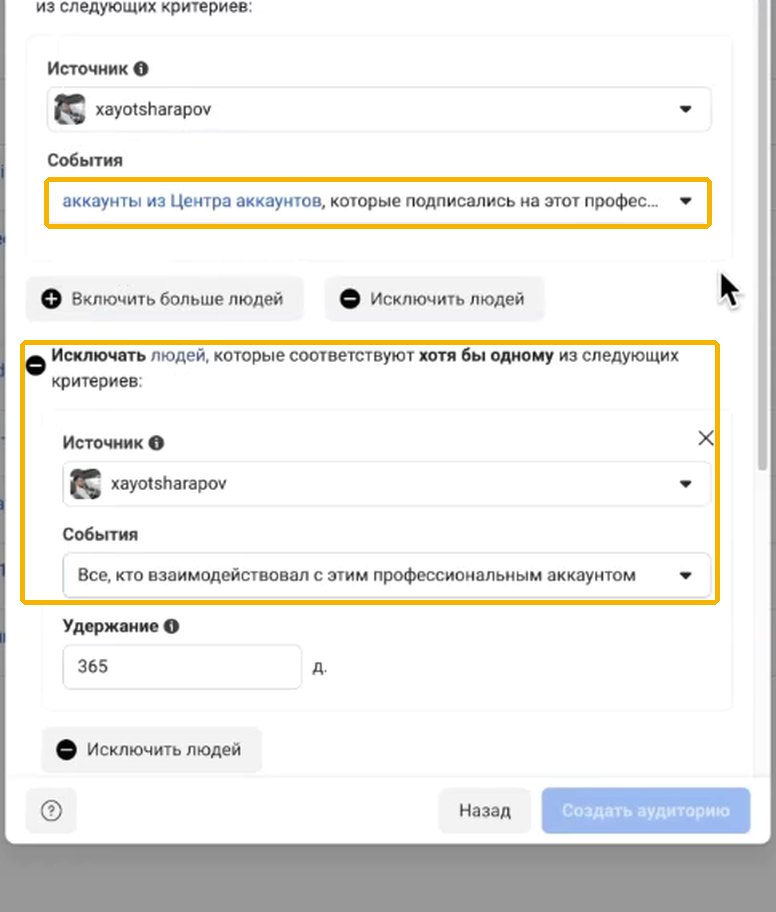 из следующих критериев:
Источник
xayotsharapov
События
аккаунты из Центра аккаунтов, которые подписались на этот профес...
Включить больше людей
Исключить людей
Исключать людей, которые соответствуют хотя бы одному из следующих
критериев:
Источник
xayotsharapov
События
Все, кто взаимодействовал с этим профессиональным аккаунтом
Удержание
365 д.
Исключить людей
Назад
Создать аудиторию